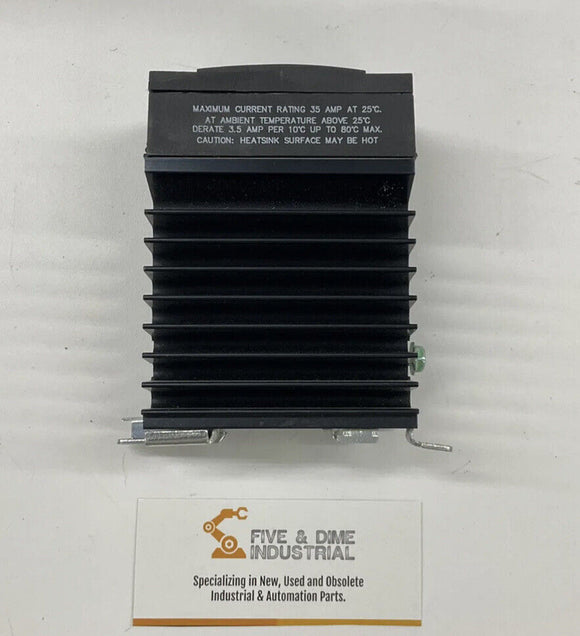 MAXIMUM CURRENT RATING 35 AMP AT 25°C.
AT AMBIENT TEMPERATURE ABOVE 25°C
DERATE 3.5 AMP PER 10°C UP TO 80°C MAX.
CAUTION: HEATSINK SURFACE MAY BE HOT
FIVE & DIME
INDUSTRIAL
Specializing in New, Used and Obsolete
Industrial & Automation Parts.